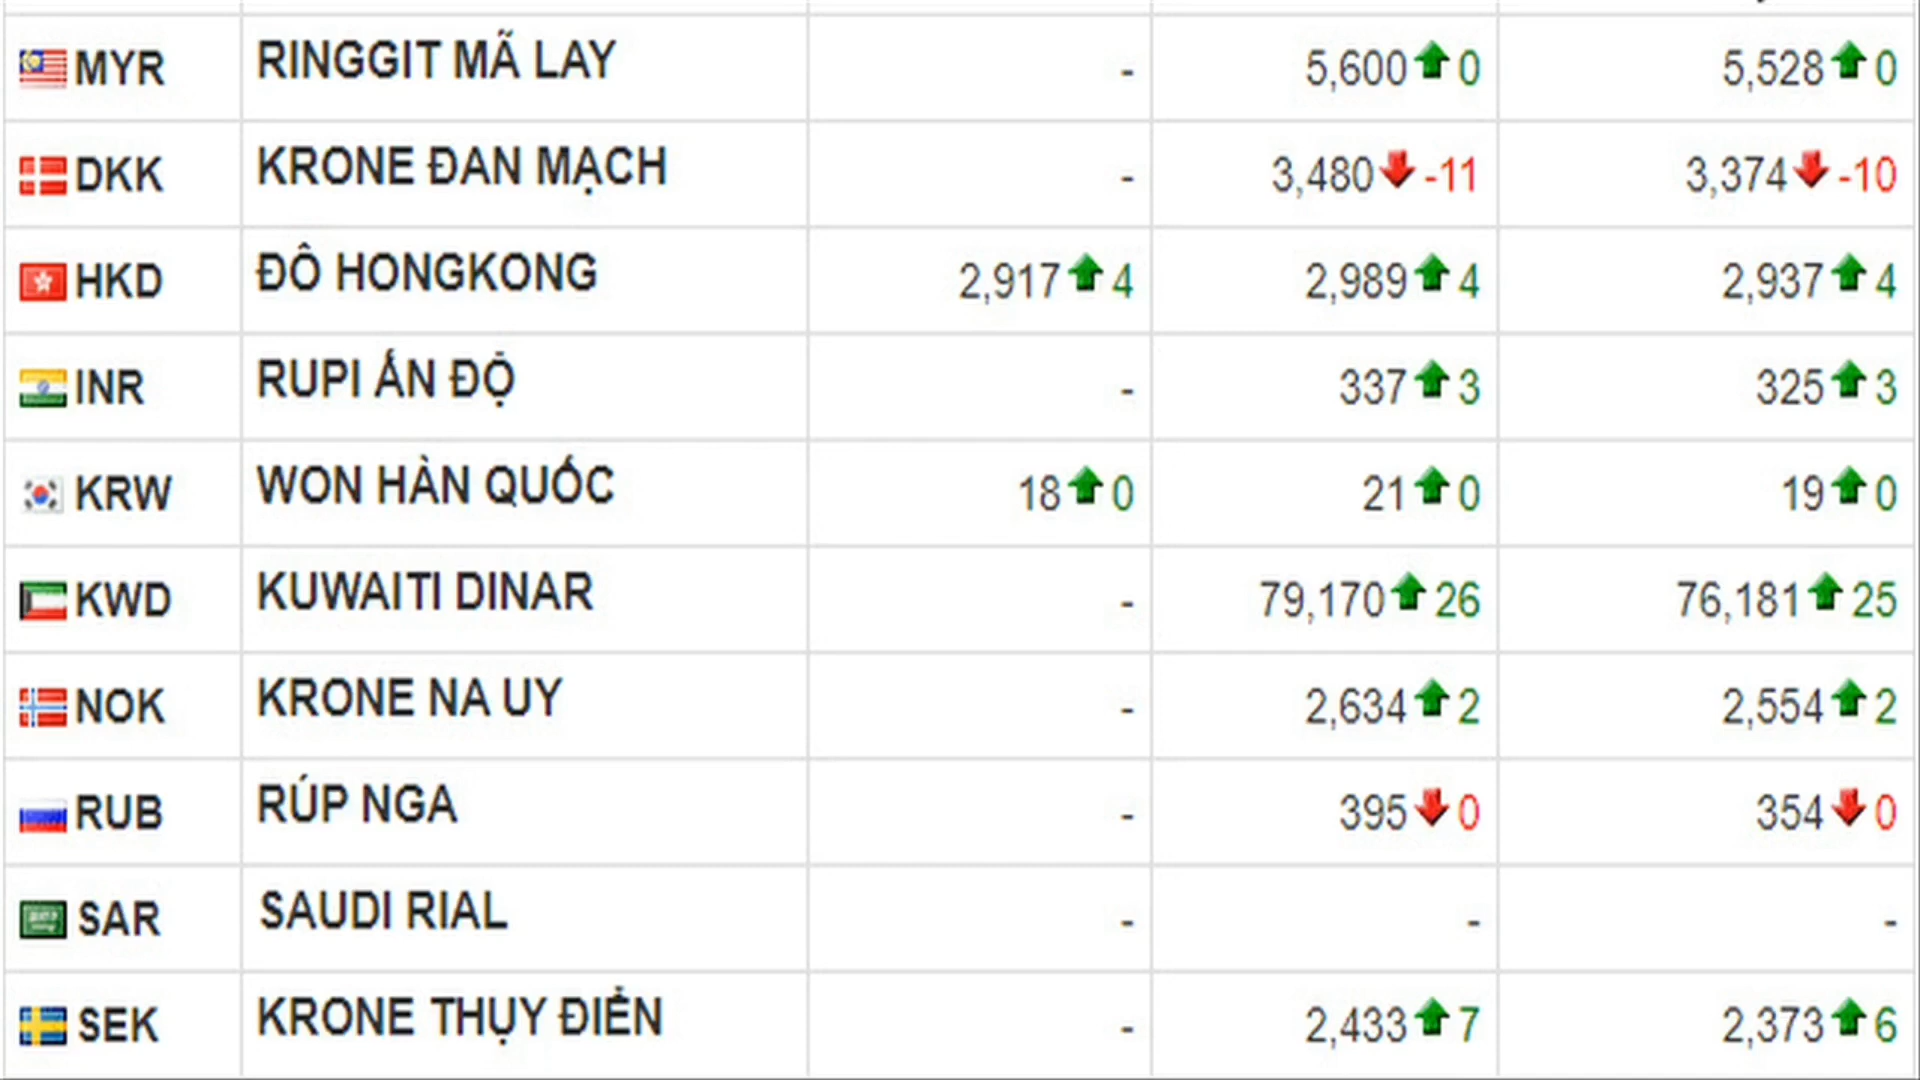 MYR RINGGIT MÃ LAY - 5,600 0 5,528 0
DKK KRONE ĐAN MẠCH - 3,480 -11 3,374 -10
HKD ĐÔ HONGKONG 2,917 4 2,989 4 2,937 4
INR RUPI ẤN ĐỘ - 337 3 325 3
KRW WON HÀN QUỐC 18 0 21 0 19 0
KWD KUWAITI DINAR - 79,170 26 76,181 25
NOK KRONE NA UY - 2,634 2 2,554 2
RUB RÚP NGA - 395 0 354 0
SAR SAUDI RIAL - - -
SEK KRONE THỤY ĐIỂN - 2,433 7 2,373 6